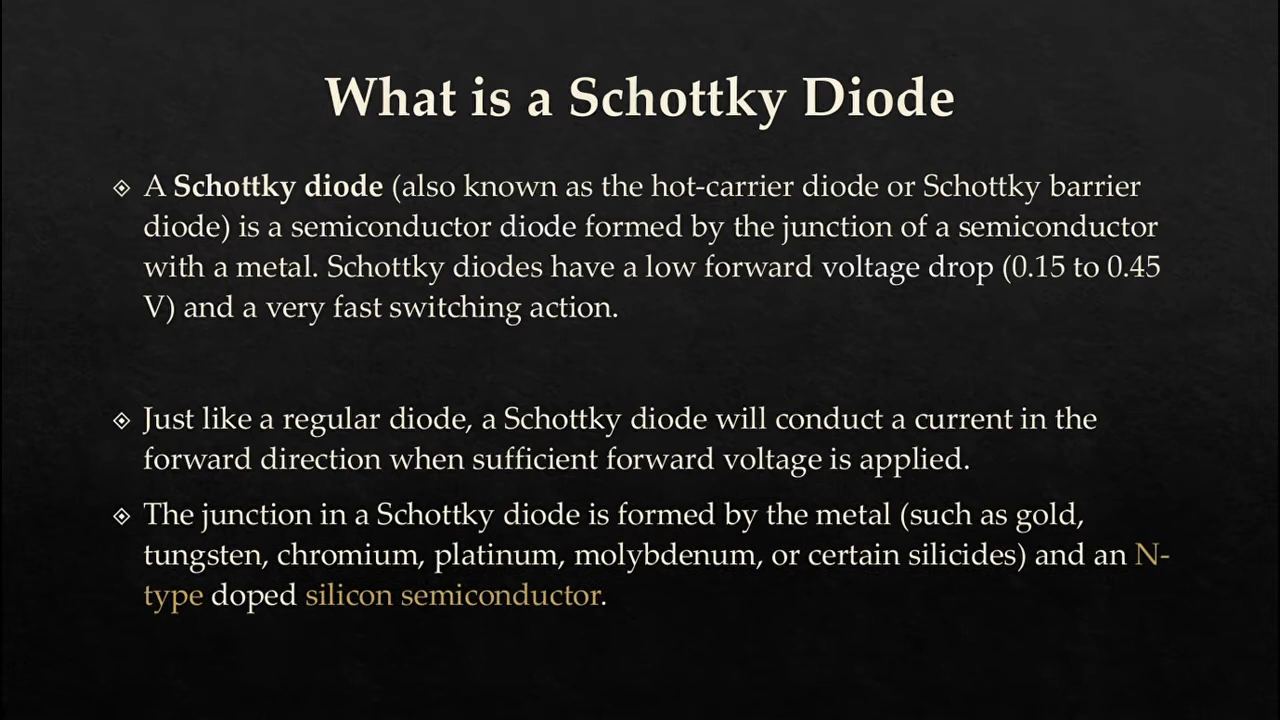 What is a Schottky Diode
A Schottky diode (also known as the hot-carrier diode or Schottky barrier
diode) is a semiconductor diode formed by the junction of a semiconductor
with a metal. Schottky diodes have a low forward voltage drop (0.15 to 0.45
V) and a very fast switching action.
Just like a regular diode, a Schottky diode will conduct a current in the
forward direction when sufficient forward voltage is applied.
The junction in a Schottky diode is formed by the metal (such as gold,
tungsten, chromium, platinum, molybdenum, or certain silicides) and an N-
type doped silicon semiconductor.